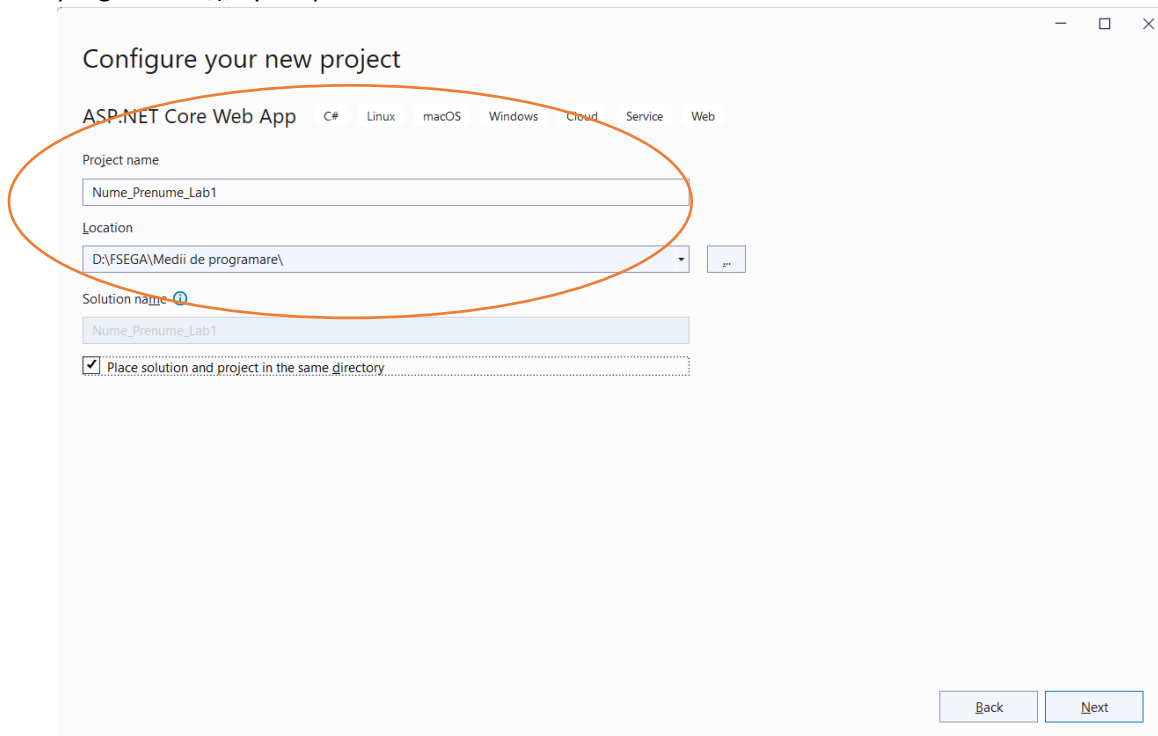 Configure your new project
ASP.NET Core Web App C# Linux macOS Windows Cloud Service Web
Project name
Nume_Prenume_Lab1
Location
D:\FSEGA\Medii de programare\
...
Solution name
Nume_Prenume_Lab1
Place solution and project in the same directory
Back Next